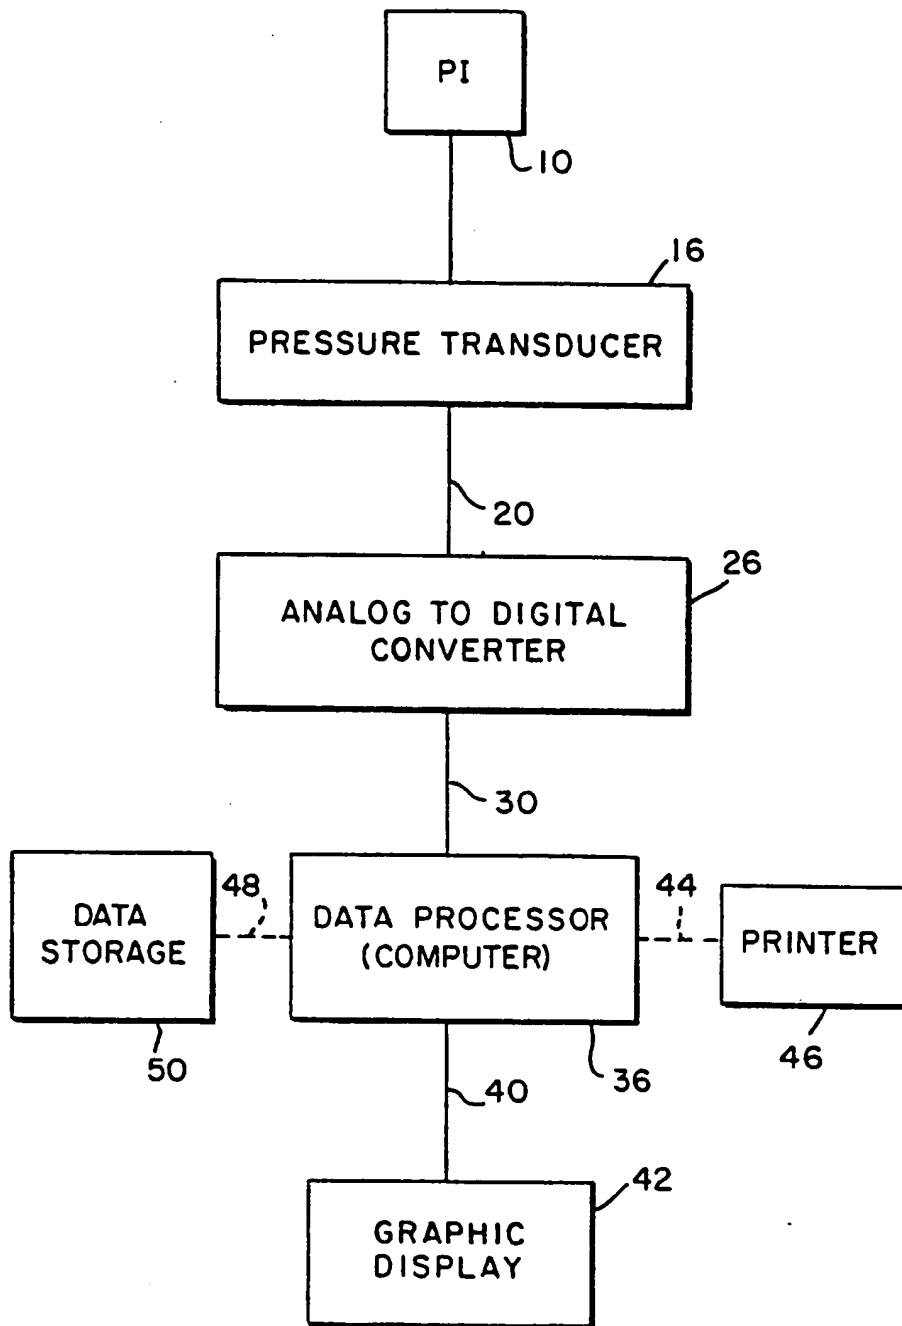 PI
10
16
PRESSURE TRANSDUCER
20
26
ANALOG TO DIGITAL
CONVERTER
30
48
44
DATA
STORAGE
DATA PROCESSOR
(COMPUTER)
PRINTER
50
36
46
40
42
GRAPHIC
DISPLAY